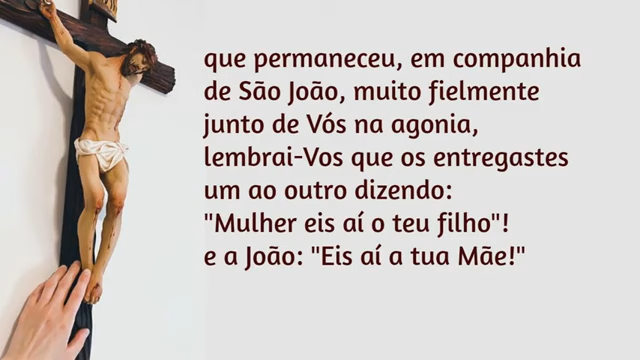 que permaneceu, em companhia
de São João, muito fielmente
junto de Vós na agonia,
lembrai-Vos que os entregastes
um ao outro dizendo:
"Mulher eis aí o teu filho"!
e a João: "Eis aí a tua Mãe!"